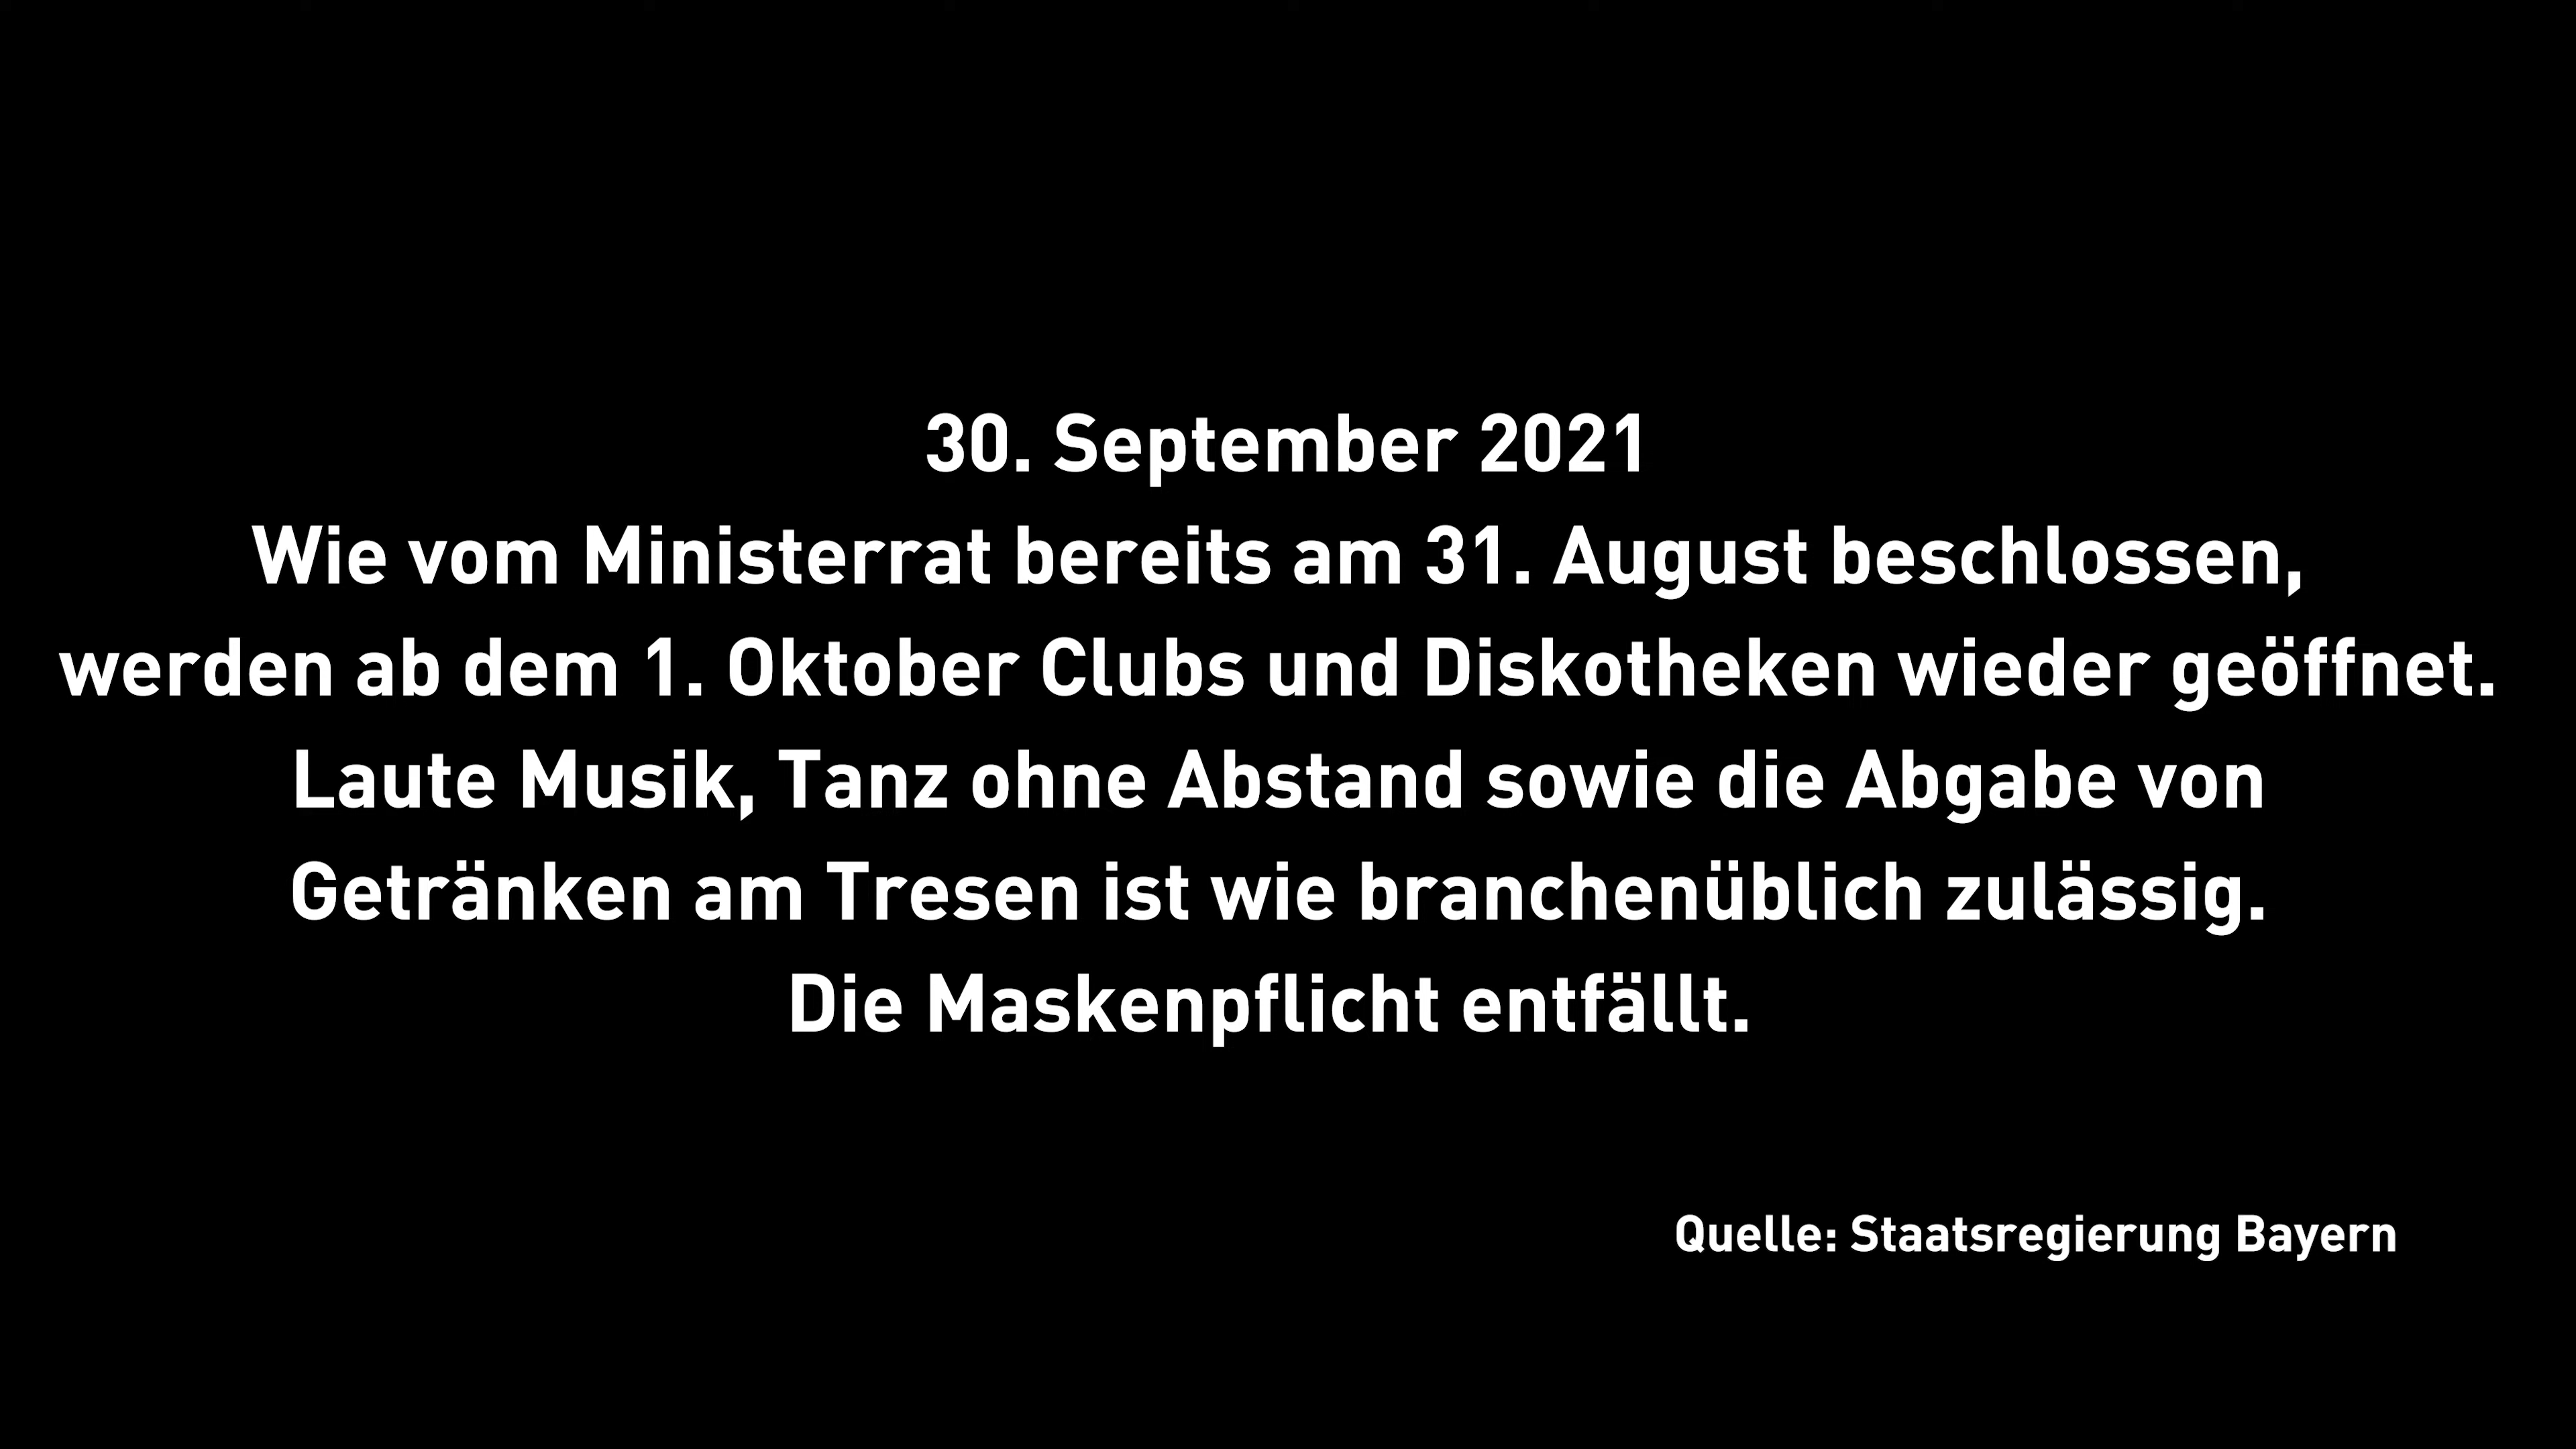 30. September 2021
Wie vom Ministerrat bereits am 31. August beschlossen,
werden ab dem 1. Oktober Clubs und Diskotheken wieder geöffnet.
Laute Musik, Tanz ohne Abstand sowie die Abgabe von
Getränken am Tresen ist wie branchenüblich zulässig.
Die Maskenpflicht entfällt.
Quelle: Staatsregierung Bayern